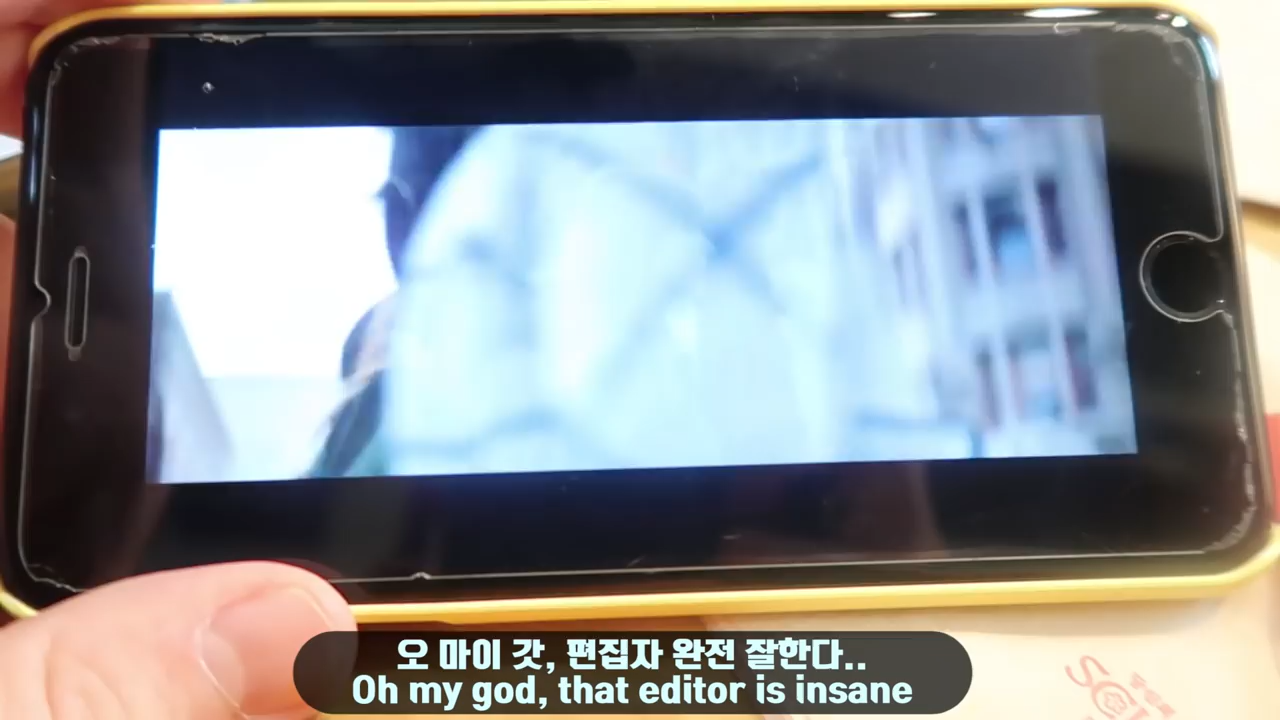 오 마이 갓, 편집자 완전 잘한다..
Oh my god, that editor is insane